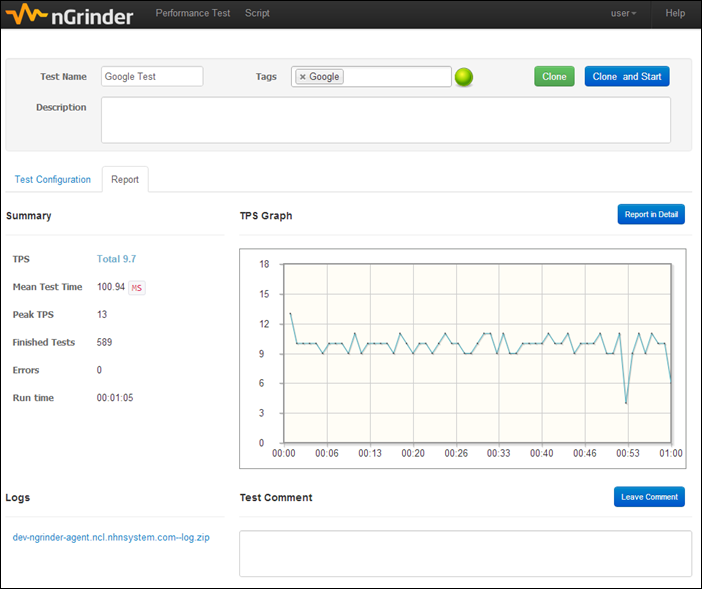 nGrinder Performance Test Script user Help
Test Name Google Test Tags × Google Clone Clone and Start
Description
Test Configuration Report
Summary TPS Graph Report in Detail
TPS Total 9.7
Mean Test Time 100.94 MS
Peak TPS 13
Finished Tests 589
Errors 0
Run time 00:01:05
18
15
12
9
6
3
0
00:00 00:06 00:13 00:20 00:26 00:33 00:40 00:46 00:53 01:00
Logs Test Comment Leave Comment
dev-ngrinder-agent.ncl.nhnsystem.com--log.zip